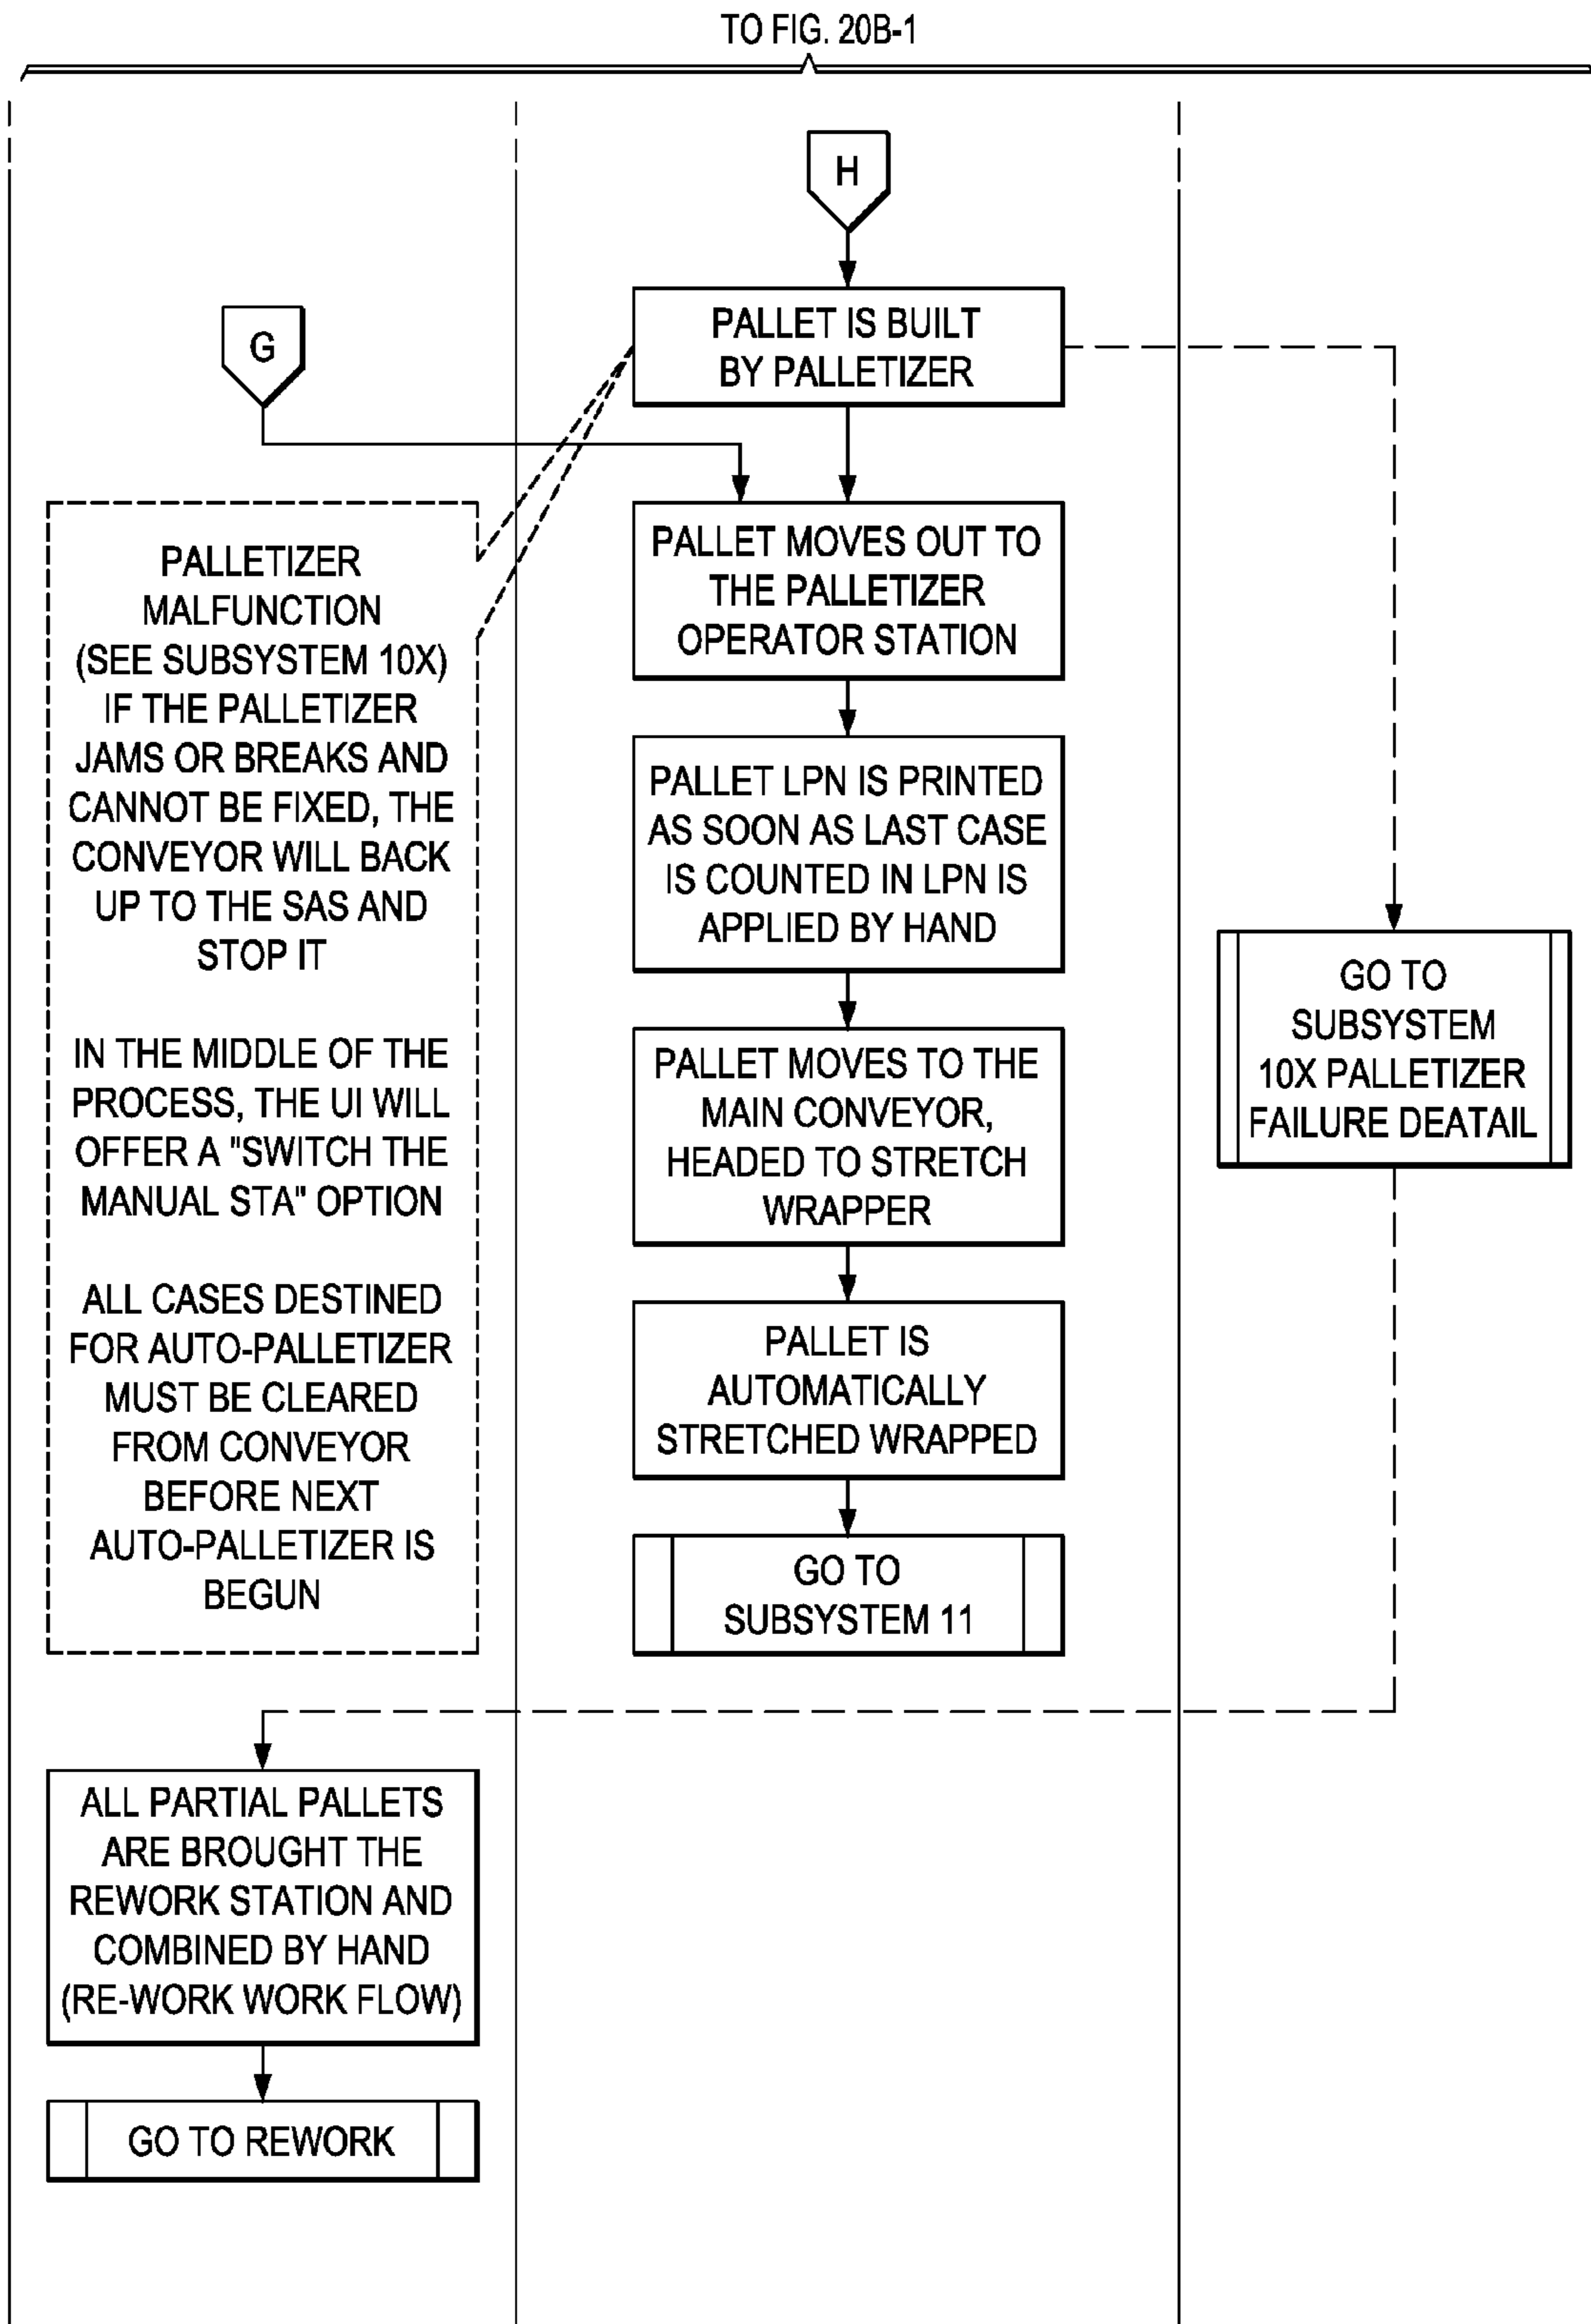 TO FIG. 20B-1
H
PALLET IS BUILT
BY PALLETIZER
G
PALLET MOVES OUT TO
THE PALLETIZER
OPERATOR STATION
PALLETIZER
MALFUNCTION
(SEE SUBSYSTEM 10X)
IF THE PALLETIZER
JAMS OR BREAKS AND
CANNOT BE FIXED, THE
CONVEYOR WILL BACK
UP TO THE SAS AND
STOP IT
IN THE MIDDLE OF THE
PROCESS, THE UI WILL
OFFER A "SWITCH THE
MANUAL STA" OPTION
ALL CASES DESTINED
FOR AUTO-PALLETIZER
MUST BE CLEARED
FROM CONVEYOR
BEFORE NEXT
AUTO-PALLETIZER IS
BEGUN
PALLET LPN IS PRINTED
AS SOON AS LAST CASE
IS COUNTED IN LPN IS
APPLIED BY HAND
GO TO
SUBSYSTEM
10X PALLETIZER
FAILURE DEATAIL
PALLET MOVES TO THE
MAIN CONVEYOR,
HEADED TO STRETCH
WRAPPER
PALLET IS
AUTOMATICALLY
STRETCHED WRAPPED
GO TO
SUBSYSTEM 11
ALL PARTIAL PALLETS
ARE BROUGHT THE
REWORK STATION AND
COMBINED BY HAND
(RE-WORK WORK FLOW)
GO TO REWORK